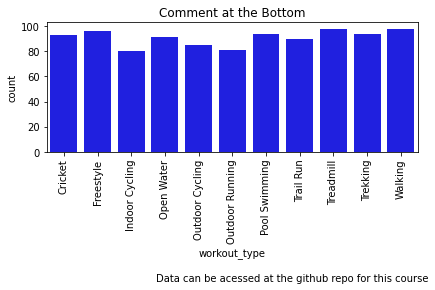 Comment at the Bottom
100
80
60
40
20
0
count
Cricket
Freestyle
Indoor Cycling
Open Water
Outdoor Cycling
Outdoor Running
Pool Swimming
Trail Run
Treadmill
Trekking
Walking
workout_type
Data can be acessed at the github repo for this course